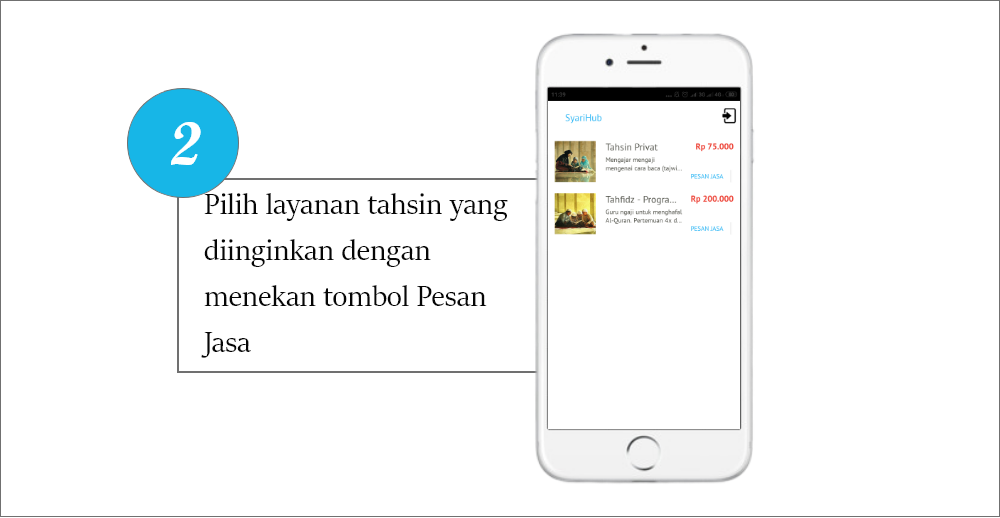 2
Pilih layanan tahsin yang
diinginkan dengan
menekan tombol Pesan
Jasa
11:29
SyariHub
Tahsin Privat
Rp 75.000
Mengajar mengaji
mengenai cara baca (tajwi...
PESAN JASA
Tahfidz - Progra...
Rp 200.000
Guru ngaji untuk menghafal
Al-Quran. Pertemuan 4x d...
PESAN JASA